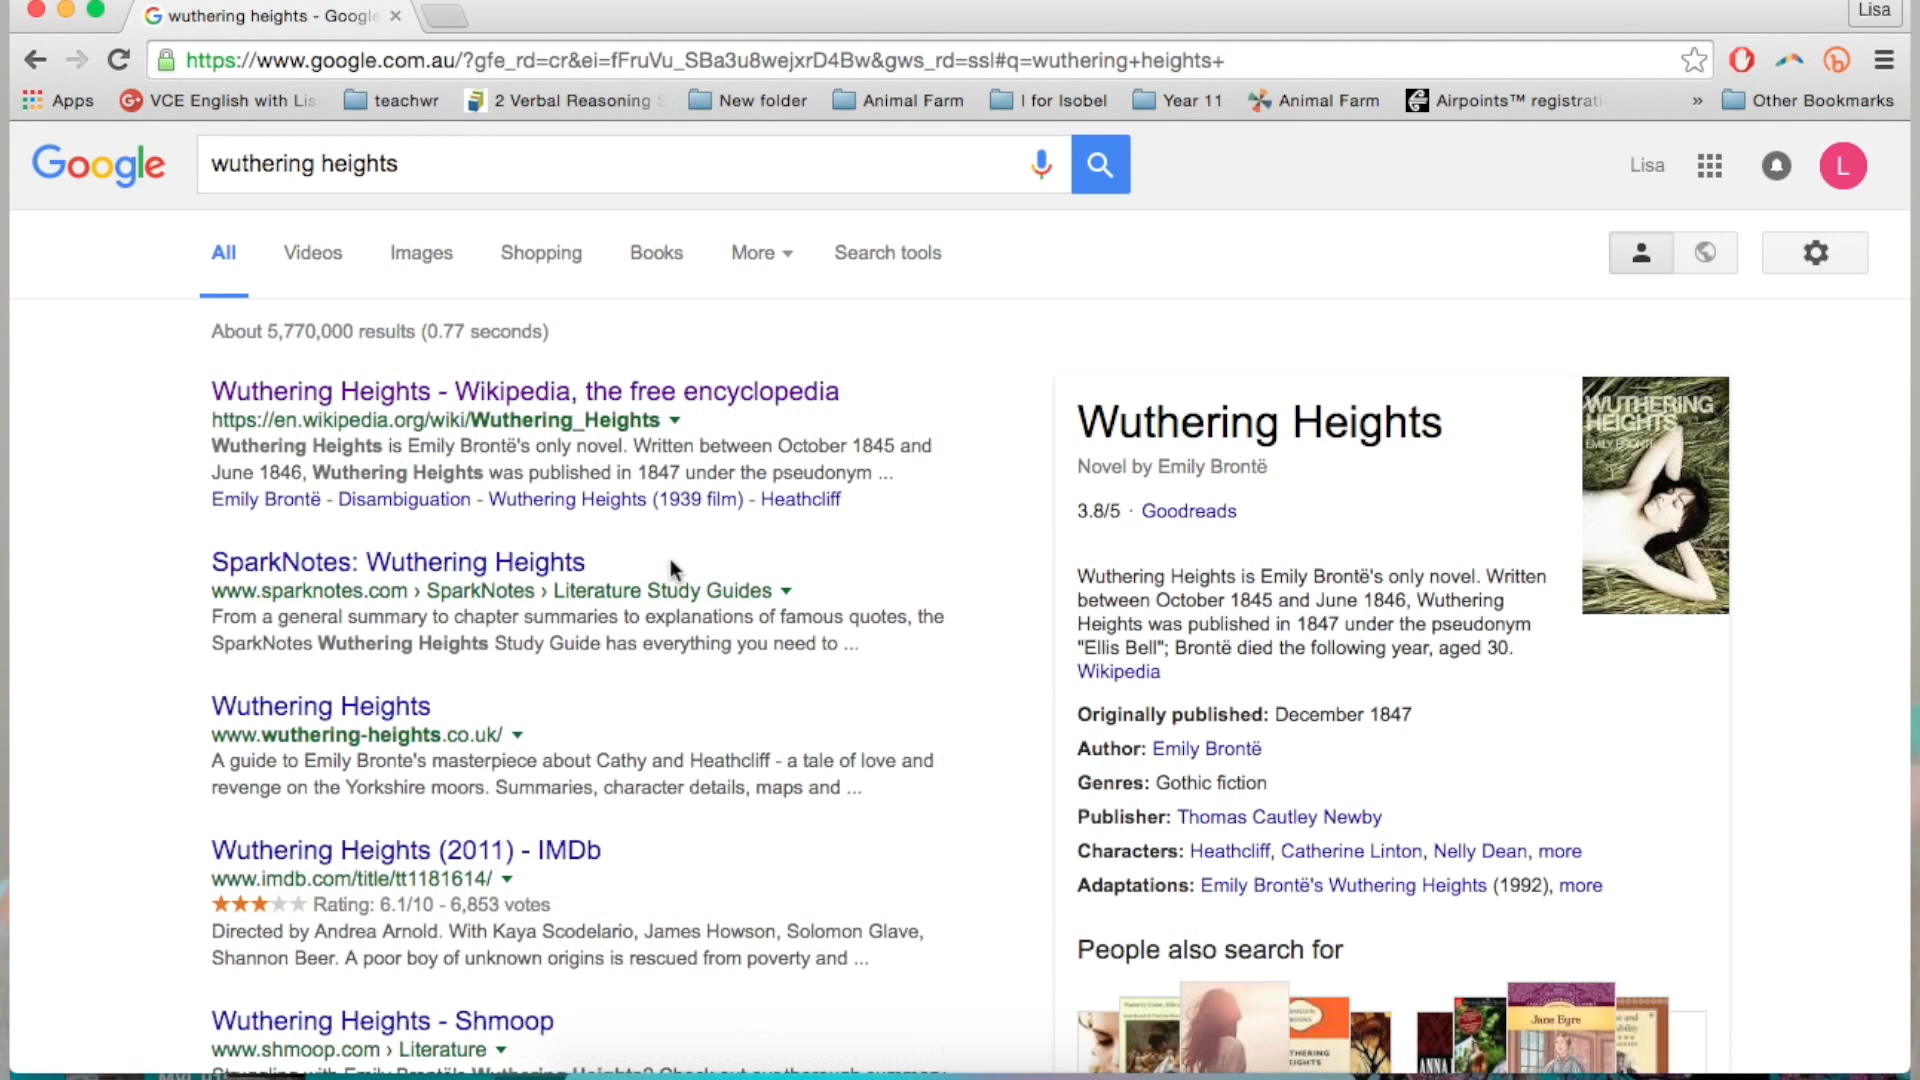 wuthering heights - Google
Lisa
https://www.google.com.au/?gfe_rd=cr&ei=fFruVu_SBa3u8wejxrD4Bw&gws_rd=ssl#q=wuthering+heights+
Apps
VCE English with Lis
teachwr
2 Verbal Reasoning
New folder
Animal Farm
I for Isobel
Year 11
Animal Farm
Airpoints™ registrati
»
Other Bookmarks
Google
wuthering heights
Lisa
L
All
Videos
Images
Shopping
Books
More
Search tools
About 5,770,000 results (0.77 seconds)
Wuthering Heights - Wikipedia, the free encyclopedia
https://en.wikipedia.org/wiki/Wuthering_Heights
Wuthering Heights is Emily Brontë's only novel. Written between October 1845 and
June 1846, Wuthering Heights was published in 1847 under the pseudonym ...
Emily Brontë - Disambiguation - Wuthering Heights (1939 film) - Heathcliff
SparkNotes: Wuthering Heights
www.sparknotes.com › SparkNotes › Literature Study Guides
From a general summary to chapter summaries to explanations of famous quotes, the
SparkNotes Wuthering Heights Study Guide has everything you need to ...
Wuthering Heights
www.wuthering-heights.co.uk/
A guide to Emily Bronte's masterpiece about Cathy and Heathcliff - a tale of love and
revenge on the Yorkshire moors. Summaries, character details, maps and ...
Wuthering Heights (2011) - IMDb
www.imdb.com/title/tt1181614/
Rating: 6.1/10 - 6,853 votes
Directed by Andrea Arnold. With Kaya Scodelario, James Howson, Solomon Glave,
Shannon Beer. A poor boy of unknown origins is rescued from poverty and ...
Wuthering Heights - Shmoop
www.shmoop.com › Literature
Wuthering Heights
Novel by Emily Brontë
3.8/5 · Goodreads
WUTHERING
HEIGHTS
EMILY BRONTË
Wuthering Heights is Emily Brontë's only novel. Written
between October 1845 and June 1846, Wuthering
Heights was published in 1847 under the pseudonym
"Ellis Bell"; Brontë died the following year, aged 30.
Wikipedia
Originally published: December 1847
Author: Emily Brontë
Genres: Gothic fiction
Publisher: Thomas Cautley Newby
Characters: Heathcliff, Catherine Linton, Nelly Dean, more
Adaptations: Emily Brontë's Wuthering Heights (1992), more
People also search for
THERING
EIGHTS
ANNA
Jane Eyre